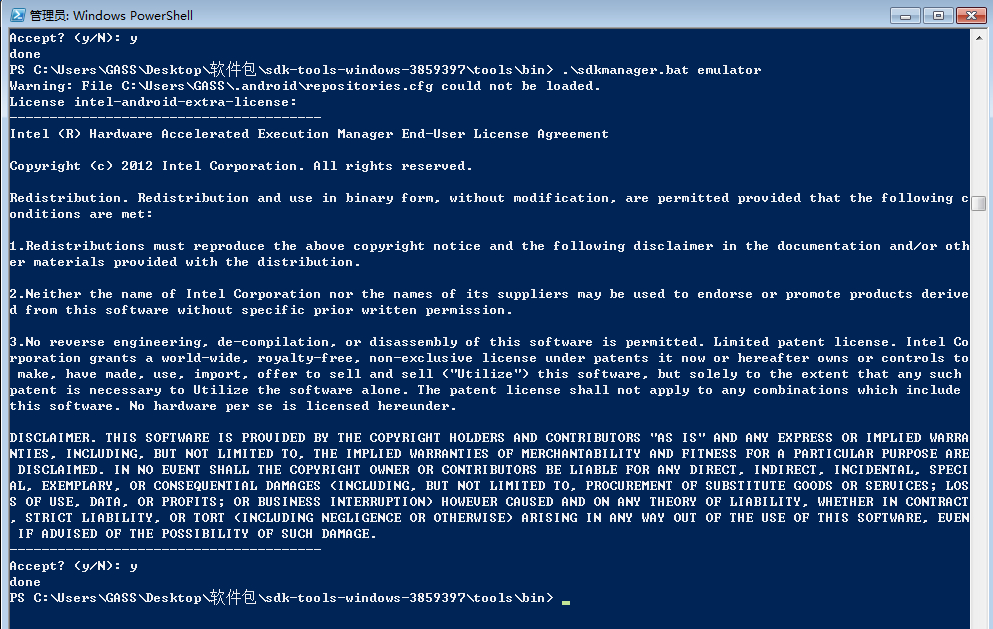 管理员: Windows PowerShell
Accept? (y/N): y
done
PS C:\Users\GASS\Desktop\软件包\sdk-tools-windows-3859397\tools\bin> .\sdkmanager.bat emulator
Warning: File C:\Users\GASS\.android\repositories.cfg could not be loaded.
License intel-android-extra-license:
---------------------------------------
Intel (R) Hardware Accelerated Execution Manager End-User License Agreement
Copyright (c) 2012 Intel Corporation. All rights reserved.
Redistribution. Redistribution and use in binary form, without modification, are permitted provided that the following c
onditions are met:
1.Redistributions must reproduce the above copyright notice and the following disclaimer in the documentation and/or oth
er materials provided with the distribution.
2.Neither the name of Intel Corporation nor the names of its suppliers may be used to endorse or promote products derive
d from this software without specific prior written permission.
3.No reverse engineering, de-compilation, or disassembly of this software is permitted. Limited patent license. Intel Co
rporation grants a world-wide, royalty-free, non-exclusive license under patents it now or hereafter owns or controls to
 make, have made, use, import, offer to sell and sell ("Utilize") this software, but solely to the extent that any such
patent is necessary to Utilize the software alone. The patent license shall not apply to any combinations which include
this software. No hardware per se is licensed hereunder.
DISCLAIMER. THIS SOFTWARE IS PROVIDED BY THE COPYRIGHT HOLDERS AND CONTRIBUTORS "AS IS" AND ANY EXPRESS OR IMPLIED WARRA
NTIES, INCLUDING, BUT NOT LIMITED TO, THE IMPLIED WARRANTIES OF MERCHANTABILITY AND FITNESS FOR A PARTICULAR PURPOSE ARE
 DISCLAIMED. IN NO EVENT SHALL THE COPYRIGHT OWNER OR CONTRIBUTORS BE LIABLE FOR ANY DIRECT, INDIRECT, INCIDENTAL, SPECI
AL, EXEMPLARY, OR CONSEQUENTIAL DAMAGES (INCLUDING, BUT NOT LIMITED TO, PROCUREMENT OF SUBSTITUTE GOODS OR SERVICES; LOS
S OF USE, DATA, OR PROFITS; OR BUSINESS INTERRUPTION) HOWEVER CAUSED AND ON ANY THEORY OF LIABILITY, WHETHER IN CONTRACT
, STRICT LIABILITY, OR TORT (INCLUDING NEGLIGENCE OR OTHERWISE) ARISING IN ANY WAY OUT OF THE USE OF THIS SOFTWARE, EVEN
 IF ADVISED OF THE POSSIBILITY OF SUCH DAMAGE.
---------------------------------------
Accept? (y/N): y
done
PS C:\Users\GASS\Desktop\软件包\sdk-tools-windows-3859397\tools\bin> _